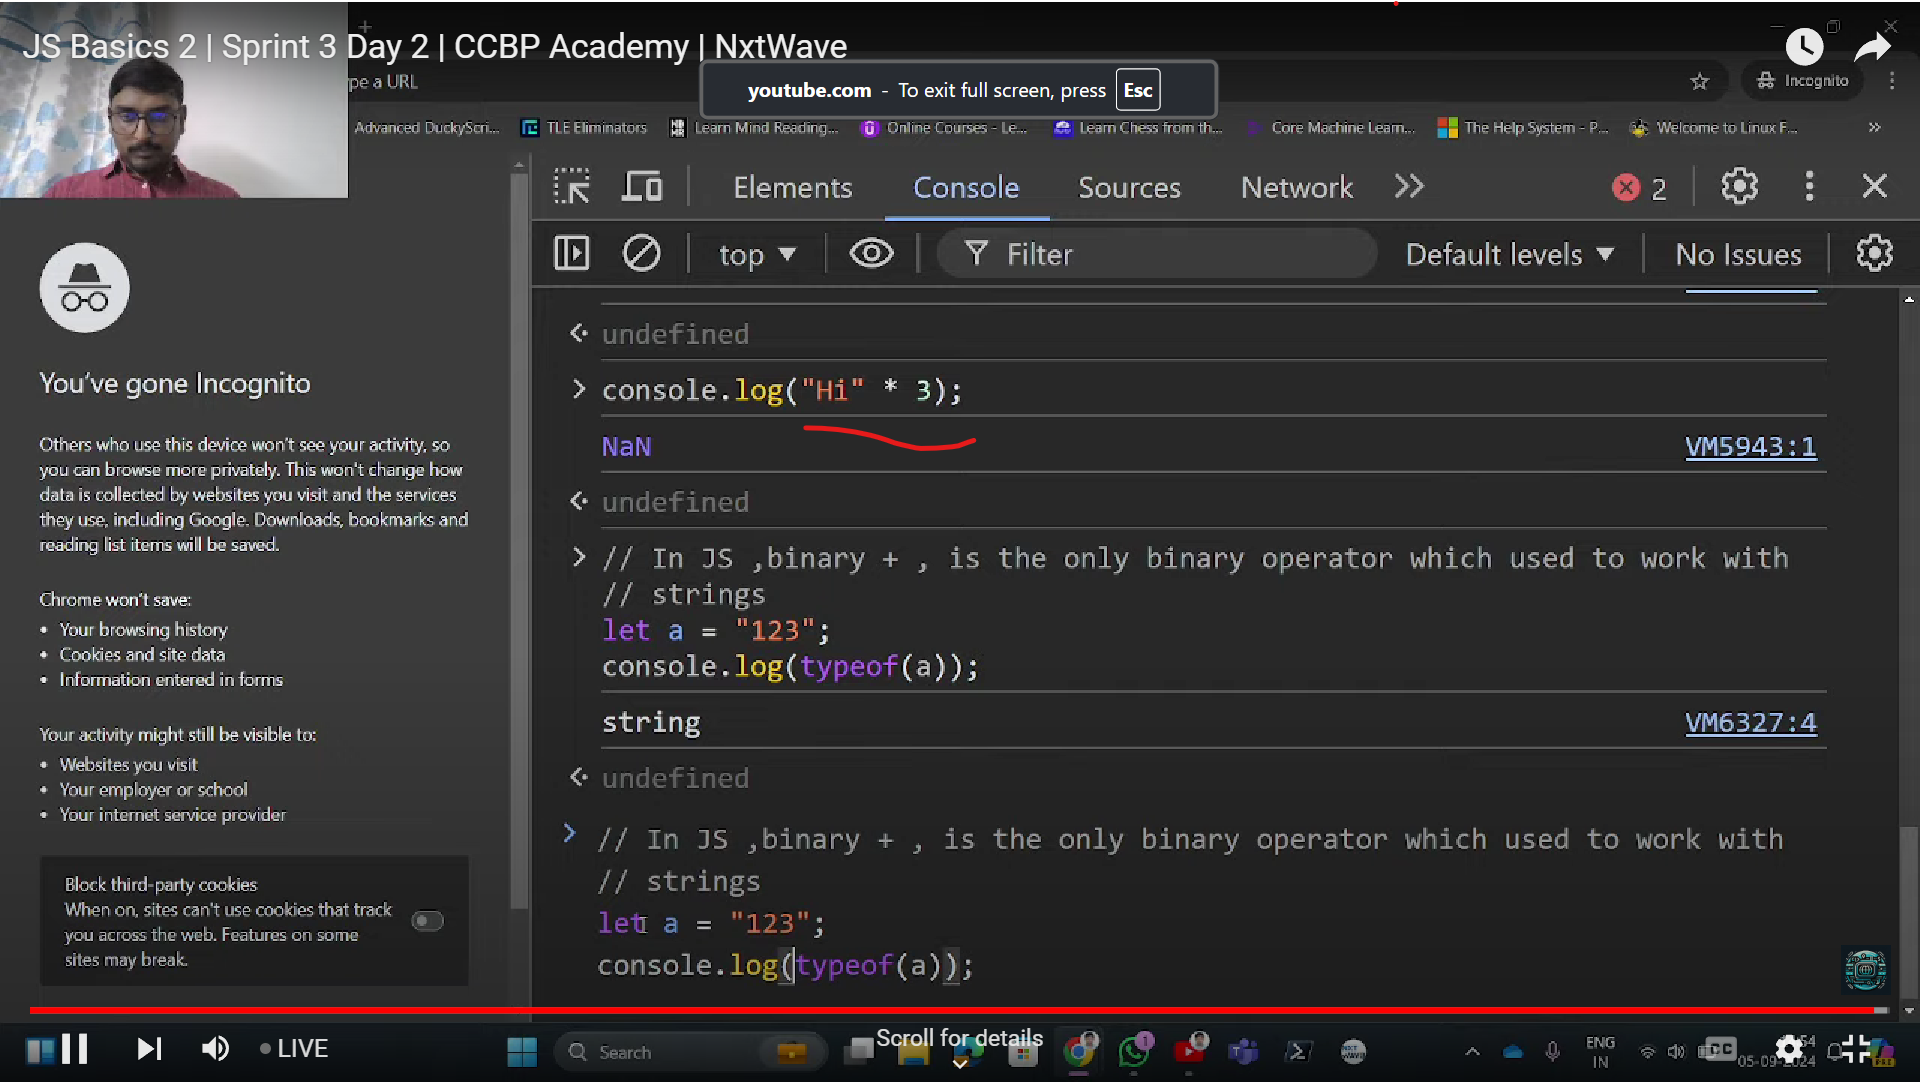 JS Basics 2 | Sprint 3 Day 2 | CCBP Academy | NxtWave
pe a URL
youtube.com - To exit full screen, press Esc
Incognito
Advanced DuckyScri...
TLE Eliminators
Learn Mind Reading...
Online Courses - Le...
Learn Chess from th...
Core Machine Learn...
The Help System - P...
Welcome to Linux F...
»
Elements
Console
Sources
Network
2
top
Filter
Default levels
No Issues
undefined
console.log("Hi" * 3);
NaN
VM5943:1
undefined
// In JS ,binary + , is the only binary operator which used to work with
// strings
let a = "123";
console.log(typeof(a));
string
VM6327:4
undefined
// In JS ,binary + , is the only binary operator which used to work with
// strings
let a = "123";
console.log(typeof(a));
You've gone Incognito
Others who use this device won't see your activity, so
you can browse more privately. This won't change how
data is collected by websites you visit and the services
they use, including Google. Downloads, bookmarks and
reading list items will be saved.
Chrome won't save:
• Your browsing history
• Cookies and site data
• Information entered in forms
Your activity might still be visible to:
• Websites you visit
• Your employer or school
• Your internet service provider
Block third-party cookies
When on, sites can't use cookies that track
you across the web. Features on some
sites may break.
LIVE
Search
Scroll for details
1
ENG
IN
CC
54
05-09-2024